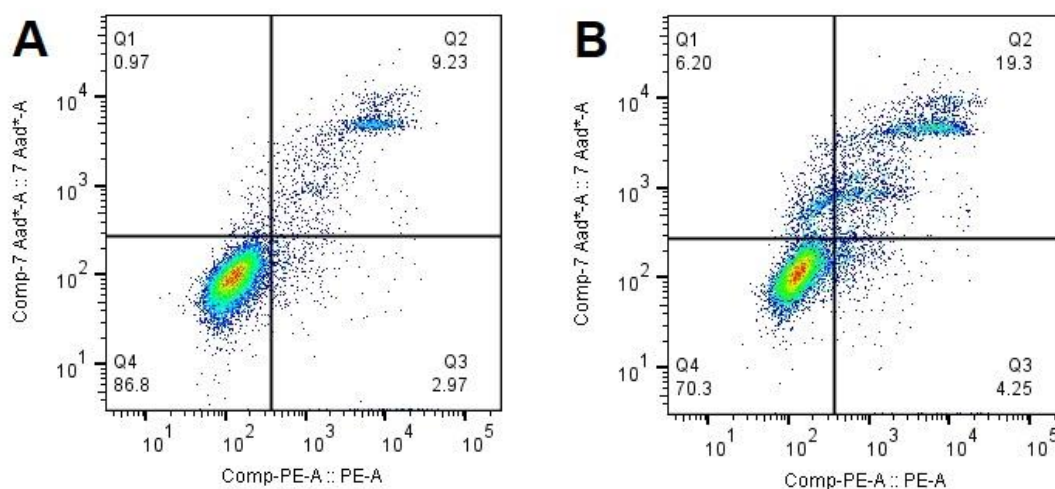 A
Q1
0.97
Q2
9.23
Q4
86.8
Q3
2.97
10^4
10^3
10^2
10^1
10^1
10^2
10^3
10^4
10^5
Comp-7 Aad*-A :: 7 Aad*-A
Comp-PE-A :: PE-A
B
Q1
6.20
Q2
19.3
Q4
70.3
Q3
4.25
10^4
10^3
10^2
10^1
10^1
10^2
10^3
10^4
10^5
Comp-7 Aad*-A :: 7 Aad*-A
Comp-PE-A :: PE-A